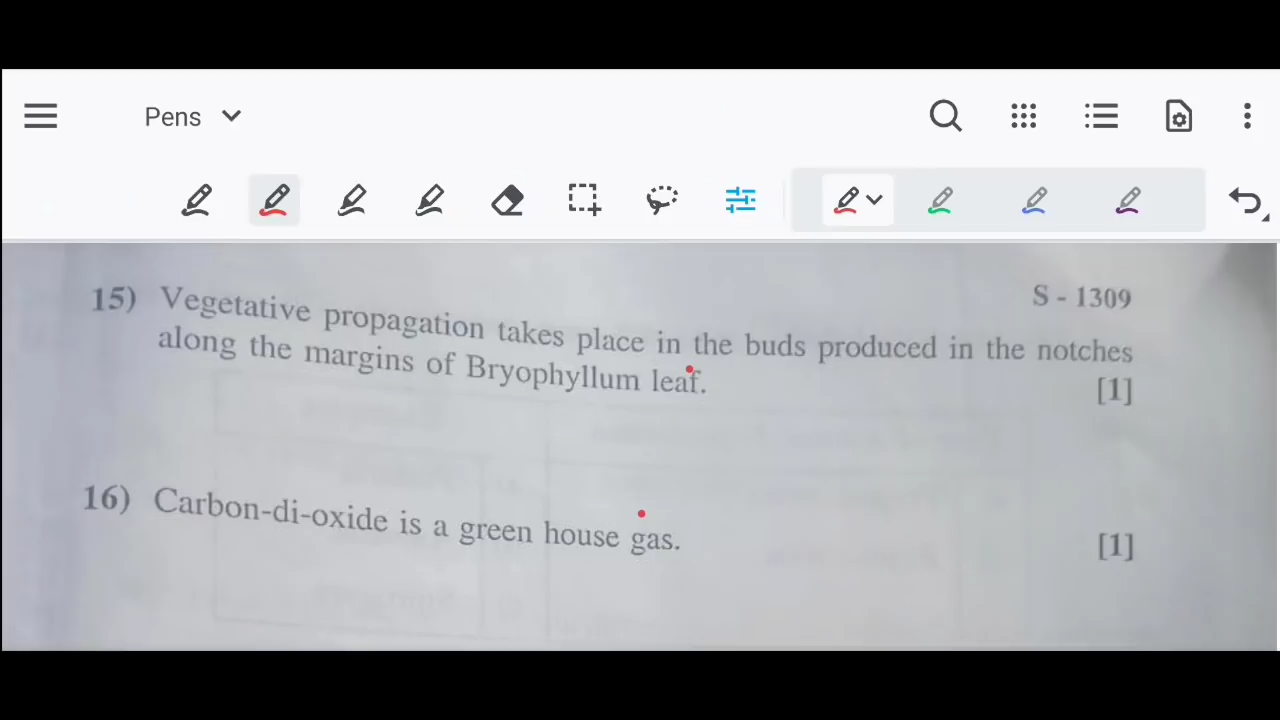 Pens
S - 1309
15) Vegetative propagation takes place in the buds produced in the notches
along the margins of Bryophyllum leaf. [1]
16) Carbon-di-oxide is a green house gas. [1]